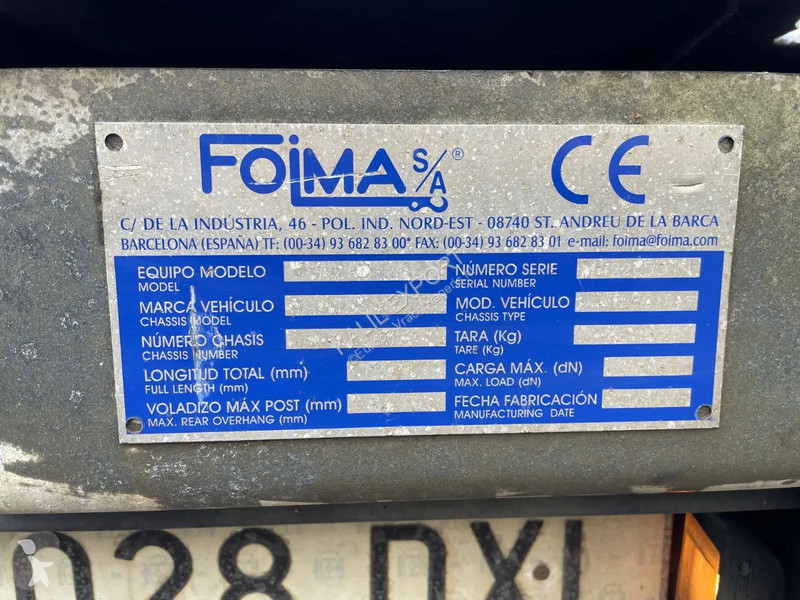 FOIMA S/A ®
CE
C/ DE LA INDÚSTRIA, 46 - POL. IND. NORD-EST - 08740 ST. ANDREU DE LA BARCA
BARCELONA (ESPAÑA) TF: (00-34) 93 682 83 00* FAX: (00-34) 93 682 83 01 e-mail: foima@foima.com
EQUIPO MODELO
MODEL
NÚMERO SERIE
SERIAL NUMBER
MARCA VEHÍCULO
CHASSIS MODEL
MOD. VEHÍCULO
CHASSIS TYPE
NÚMERO CHASÍS
CHASSIS NUMBER
TARA (Kg)
TARE (Kg)
LONGITUD TOTAL (mm)
FULL LENGTH (mm)
CARGA MÁX. (dN)
MAX. LOAD (dN)
VOLADIZO MÁX POST (mm)
MAX. REAR OVERHANG (mm)
FECHA FABRICACIÓN
MANUFACTURING DATE
028 DXL